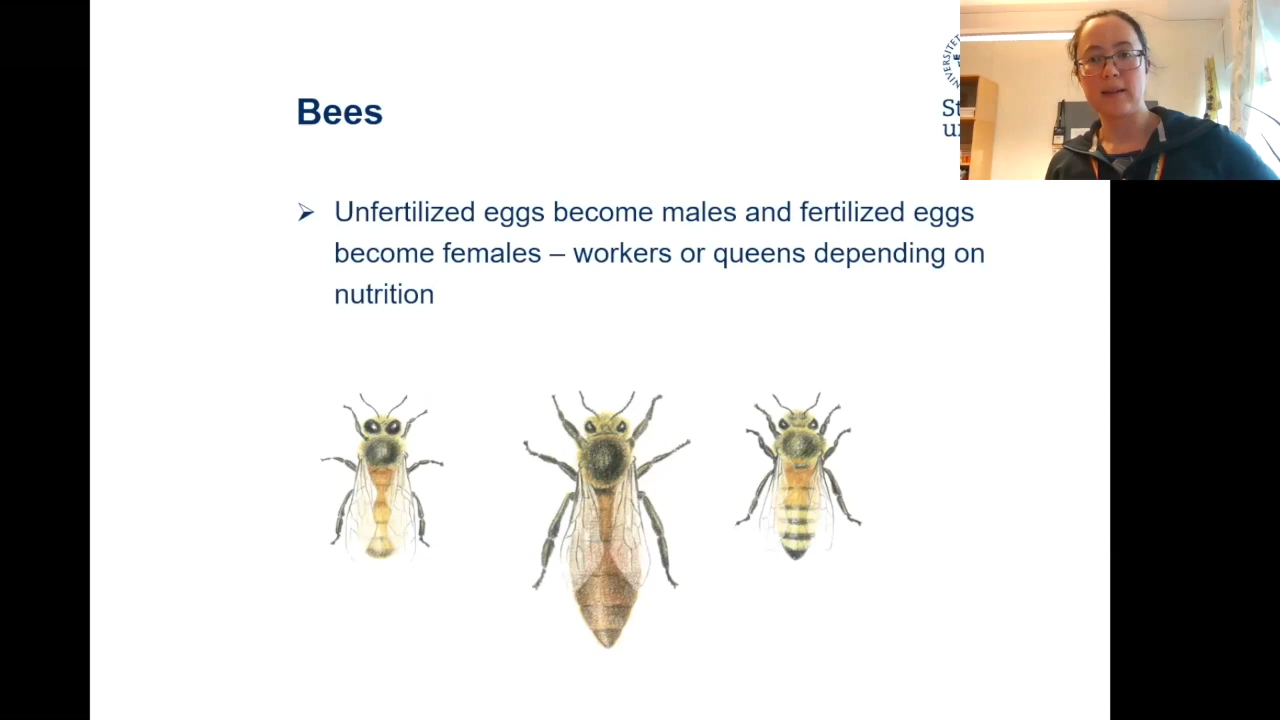 Bees
➢ Unfertilized eggs become males and fertilized eggs
become females – workers or queens depending on
nutrition